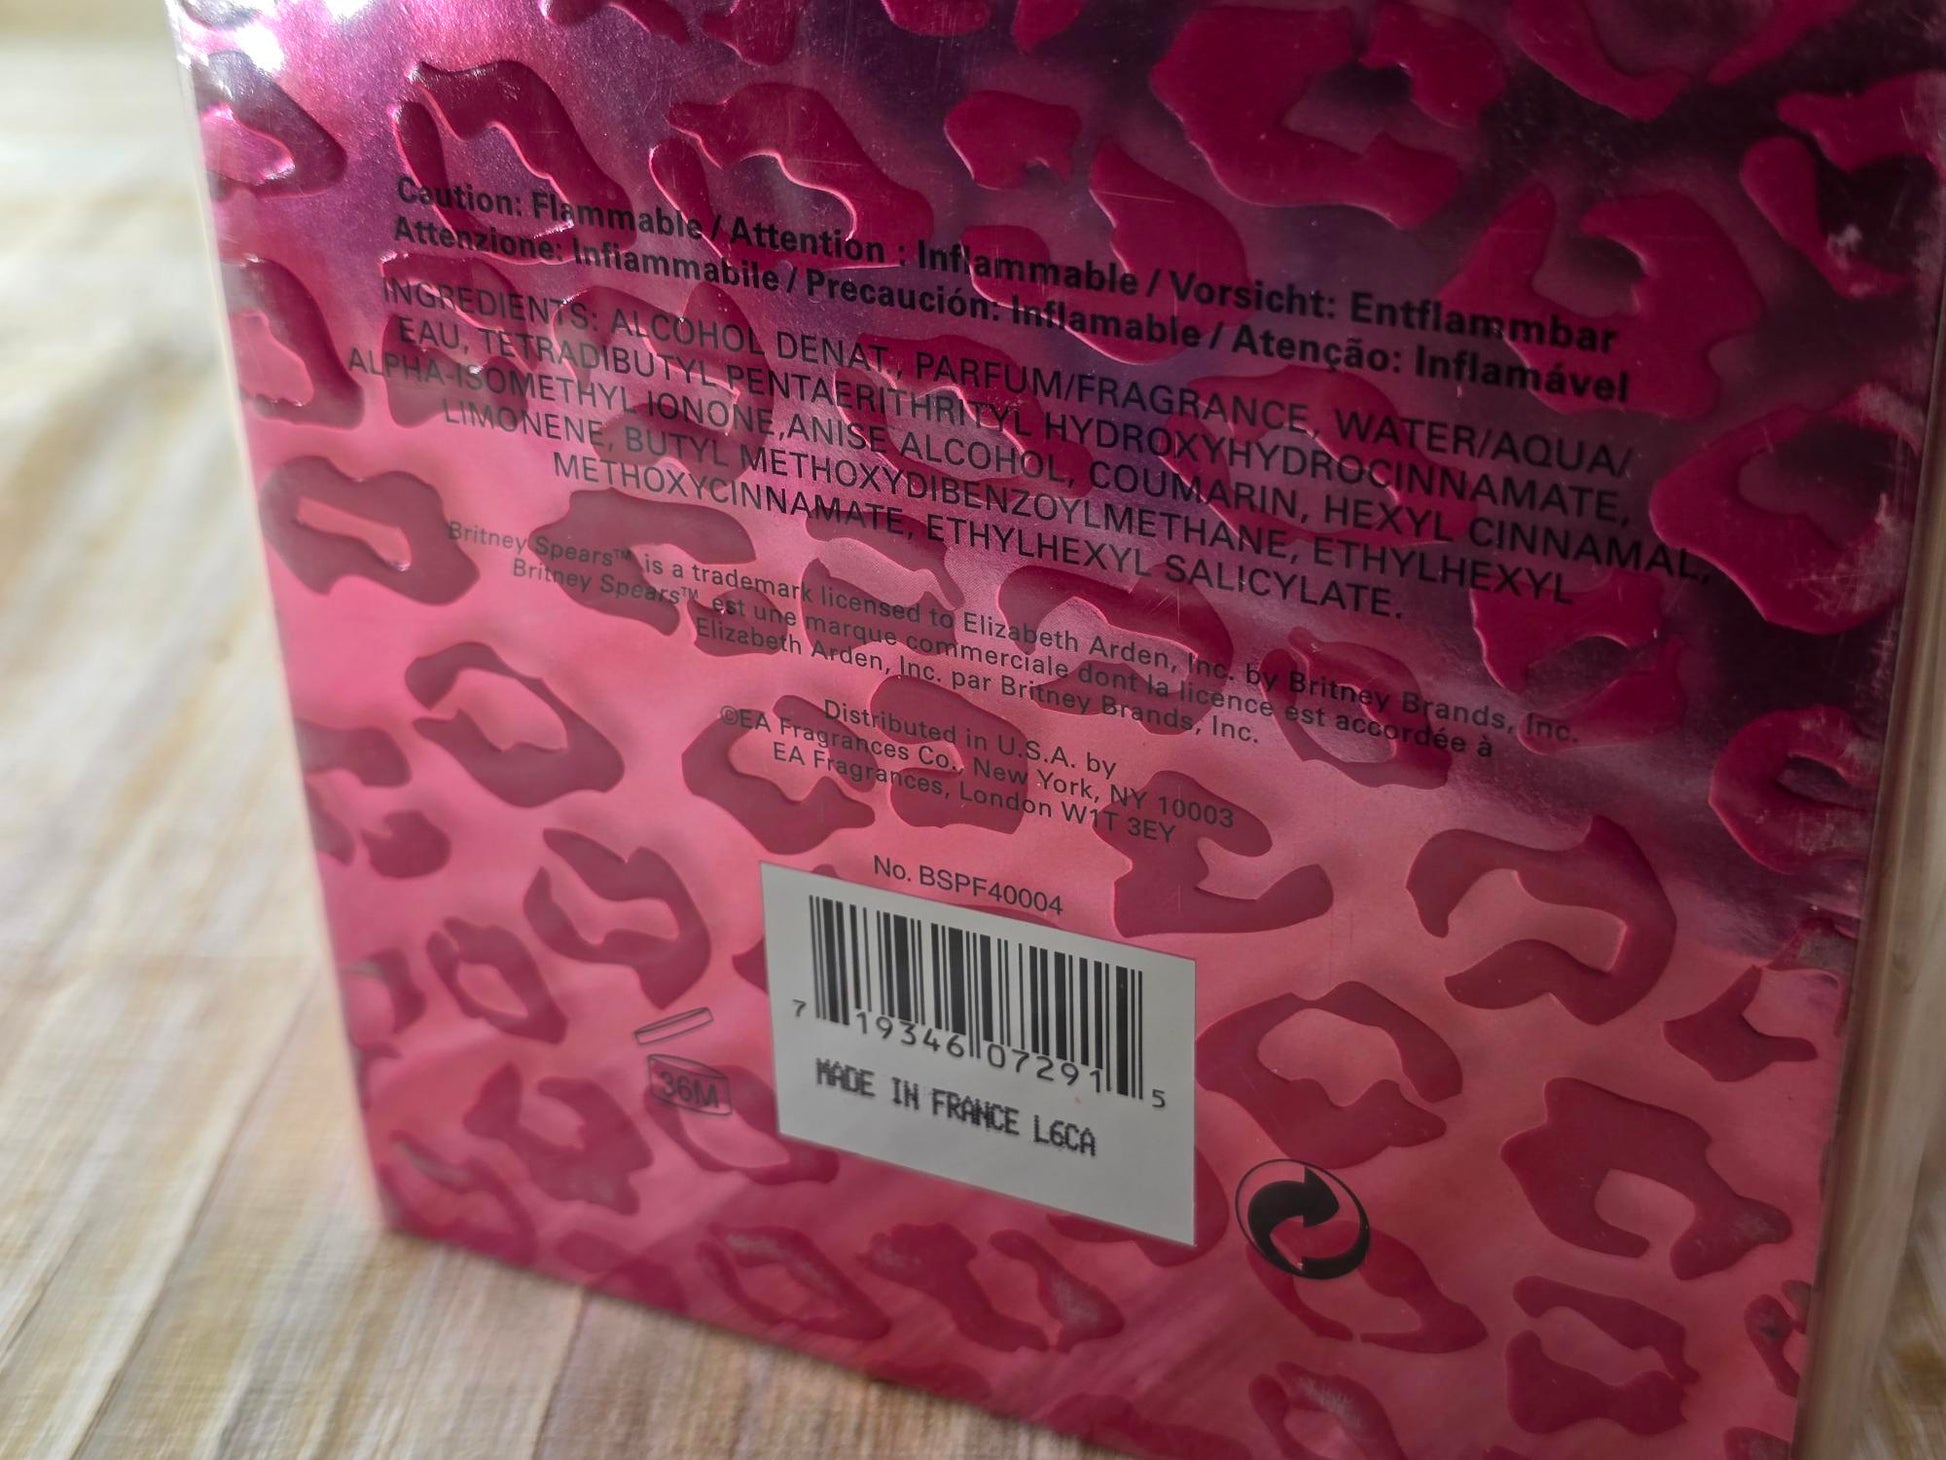 Caution: Flammable / Attention : Inflammable / Vorsicht: Entflammbar
Attenzione: Infiammabile / Precaución: Inflamable / Atenção: Inflamável
INGREDIENTS: ALCOHOL DENAT., PARFUM/FRAGRANCE, WATER/AQUA/
EAU, TETRADIBUTYL PENTAERITHRITYL HYDROXYHYDROCINNAMATE,
ALPHA-ISOMETHYL IONONE,ANISE ALCOHOL, COUMARIN, HEXYL CINNAMAL,
LIMONENE, BUTYL METHOXYDIBENZOYLMETHANE, ETHYLHEXYL
METHOXYCINNAMATE, ETHYLHEXYL SALICYLATE.
Britney Spears™ is a trademark licensed to Elizabeth Arden, Inc. by Britney Brands, Inc.
Britney Spears™ est une marque commerciale dont la licence est accordée à
Elizabeth Arden, Inc. par Britney Brands, Inc.
Distributed in U.S.A. by
©EA Fragrances Co., New York, NY 10003
EA Fragrances, London W1T 3EY
No. BSPF40004
7 19346 07291 5
MADE IN FRANCE L6CA
36M